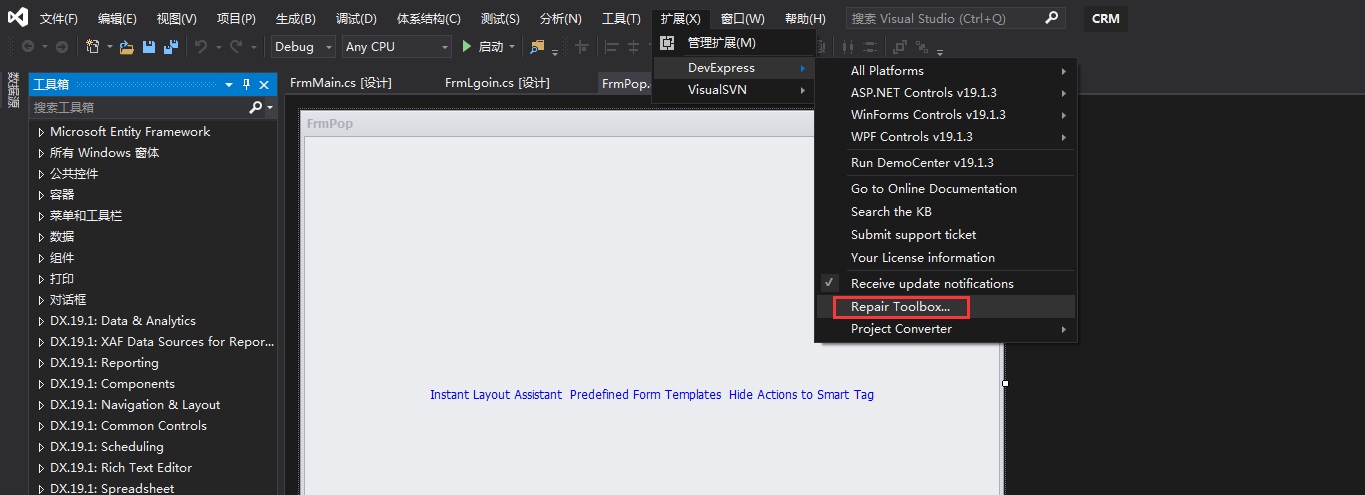 文件(F) 编辑(E) 视图(V) 项目(P) 生成(B) 调试(D) 体系结构(C) 测试(S) 分析(N) 工具(T) 扩展(X) 窗口(W) 帮助(H) 搜索 Visual Studio (Ctrl+Q) CRM
Debug Any CPU 启动
管理扩展(M)
DevExpress
VisualSVN
All Platforms
ASP.NET Controls v19.1.3
WinForms Controls v19.1.3
WPF Controls v19.1.3
Run DemoCenter v19.1.3
Go to Online Documentation
Search the KB
Submit support ticket
Your License information
Receive update notifications
Repair Toolbox...
Project Converter
FrmMain.cs [设计] FrmLgoin.cs [设计] FrmPop.
数据源
工具箱
搜索工具箱
Microsoft Entity Framework
所有 Windows 窗体
公共控件
容器
菜单和工具栏
数据
组件
打印
对话框
DX.19.1: Data & Analytics
DX.19.1: XAF Data Sources for Repor...
DX.19.1: Reporting
DX.19.1: Components
DX.19.1: Navigation & Layout
DX.19.1: Common Controls
DX.19.1: Scheduling
DX.19.1: Rich Text Editor
DX.19.1: Spreadsheet
FrmPop
Instant Layout Assistant Predefined Form Templates Hide Actions to Smart Tag